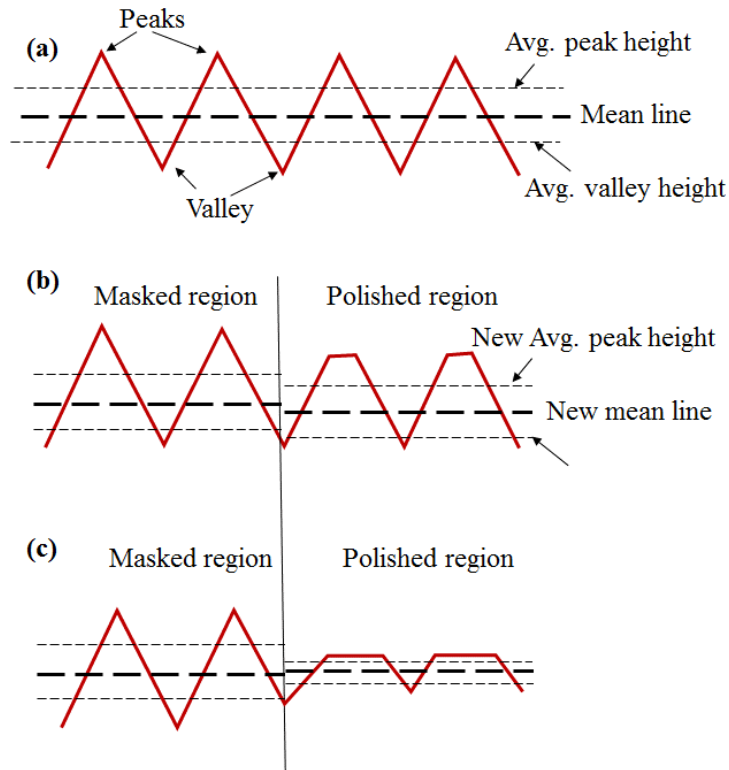 (a)
Peaks
Avg. peak height
Mean line
Valley
Avg. valley height
(b)
Masked region
Polished region
New Avg. peak height
New mean line
(c)
Masked region
Polished region